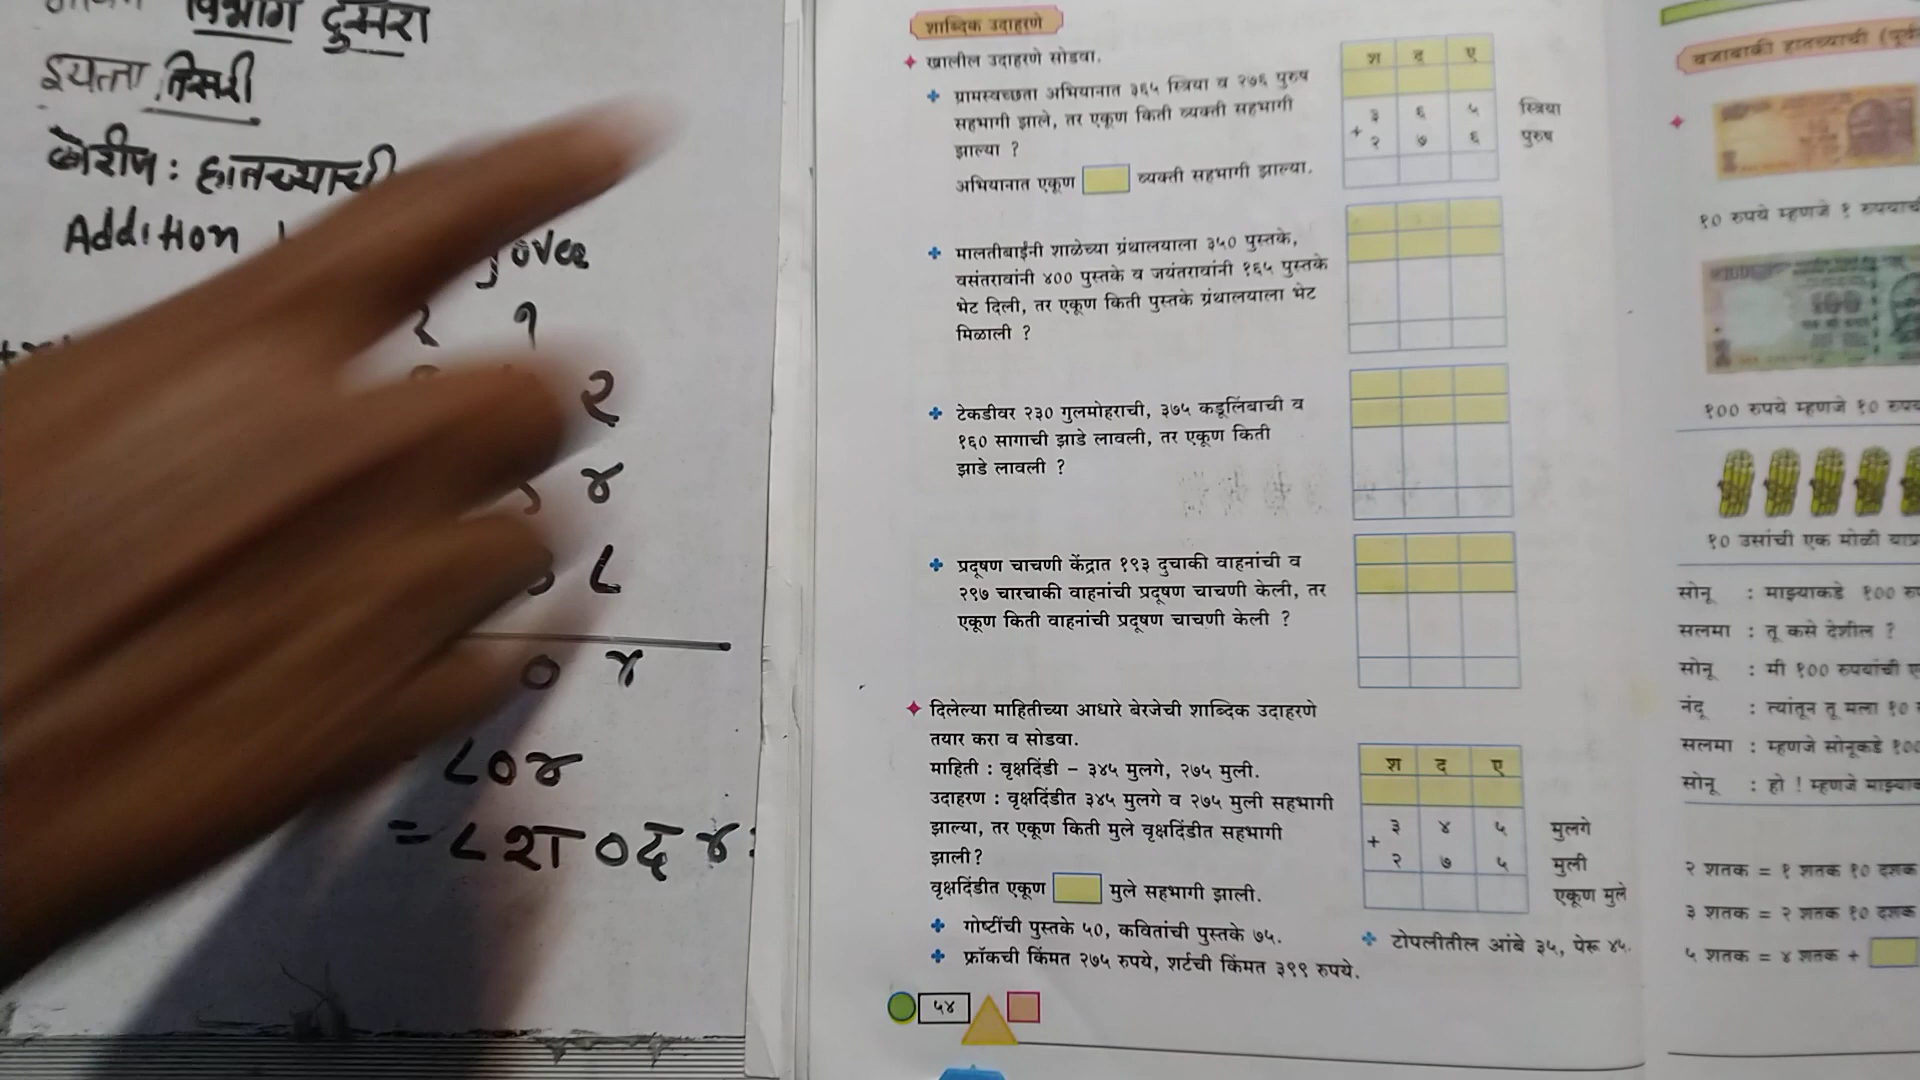 विभाग दुसरा
इयत्ता तिसरी
बेरीज: हातच्याची
Addition
२ १
२
४
८
० ४
८०४
= ८ श ० द ४
शाब्दिक उदाहरणे
खालील उदाहरणे सोडवा.
ग्रामस्वच्छता अभियानात ३६५ स्त्रिया व २७६ पुरुष
सहभागी झाले, तर एकूण किती व्यक्ती सहभागी
झाल्या ?
अभियानात एकूण व्यक्ती सहभागी झाल्या.
श द ए
३ ६ ५ स्त्रिया
+ २ ७ ६ पुरुष
मालतीबाईंनी शाळेच्या ग्रंथालयाला ३५० पुस्तके,
वसंतरावांनी ४०० पुस्तके व जयंतरावांनी १६५ पुस्तके
भेट दिली, तर एकूण किती पुस्तके ग्रंथालयाला भेट
मिळाली ?
टेकडीवर २३० गुलमोहराची, ३७५ कडूलिंबाची व
१६० सागाची झाडे लावली, तर एकूण किती
झाडे लावली ?
प्रदूषण चाचणी केंद्रात १९३ दुचाकी वाहनांची व
२९७ चारचाकी वाहनांची प्रदूषण चाचणी केली, तर
एकूण किती वाहनांची प्रदूषण चाचणी केली ?
दिलेल्या माहितीच्या आधारे बेरजेची शाब्दिक उदाहरणे
तयार करा व सोडवा.
माहिती : वृक्षदिंडी – ३४५ मुलगे, २७५ मुली.
उदाहरण : वृक्षदिंडीत ३४५ मुलगे व २७५ मुली सहभागी
झाल्या, तर एकूण किती मुले वृक्षदिंडीत सहभागी
झाली?
वृक्षदिंडीत एकूण मुले सहभागी झाली.
श द ए
३ ४ ५ मुलगे
+ २ ७ ५ मुली
एकूण मुले
गोष्टींची पुस्तके ५०, कवितांची पुस्तके ७५.
टोपलीतील आंबे ३५, पेरू ४५.
फ्रॉकची किंमत २७५ रुपये, शर्टची किंमत ३९९ रुपये.
५४
वजाबाकी हातच्याची
१० रुपये म्हणजे १ रुपयाची
१०० रुपये म्हणजे १०
१० उसांची एक मोळी
सोनू : माझ्याकडे १००
सलमा : तू कसे देशील ?
सोनू : मी १०० रुपयांची
नंदू : त्यांतून तू मला १०
सलमा : म्हणजे सोनूकडे
सोनू : हो ! म्हणजे
२ शतक = १ शतक १० दशक
३ शतक = २ शतक १० दशक
५ शतक = ४ शतक +